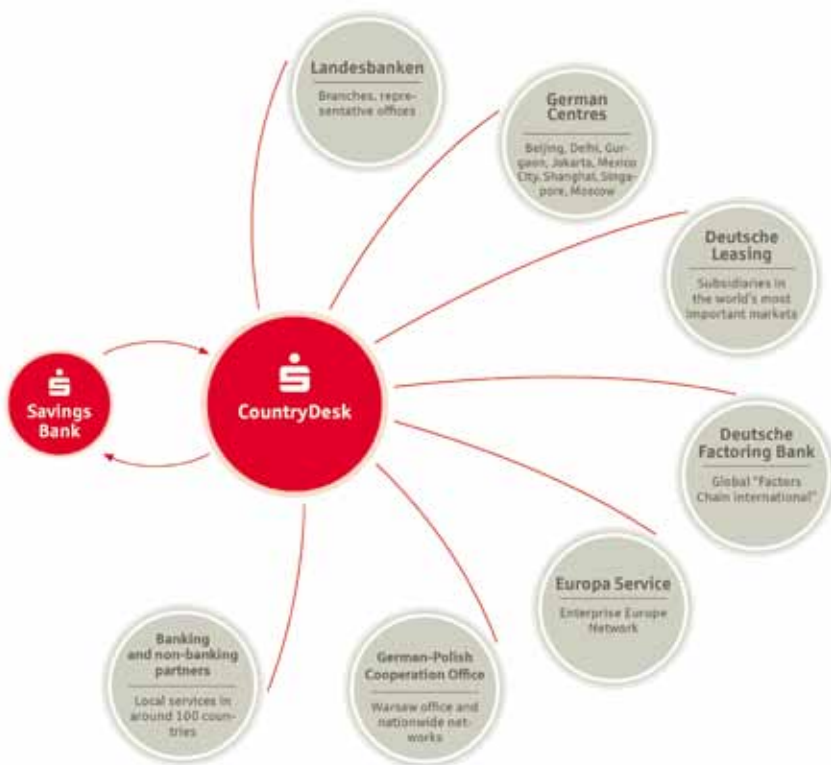 Landesbanken
Branches, repre-
sentative offices
German
Centres
Beijing, Delhi, Gur-
gaon, Jakarta, Mexico
City, Shanghai, Singa-
pore, Moscow
Deutsche
Leasing
Subsidiaries in
the world's most
important markets
Savings
Bank
CountryDesk
Deutsche
Factoring Bank
Global "Factors
Chain international"
Europa Service
Enterprise Europe
Network
German-Polish
Cooperation Office
Warsaw office and
nationwide net-
works
Banking
and non-banking
partners
Local services in
around 100 coun-
tries